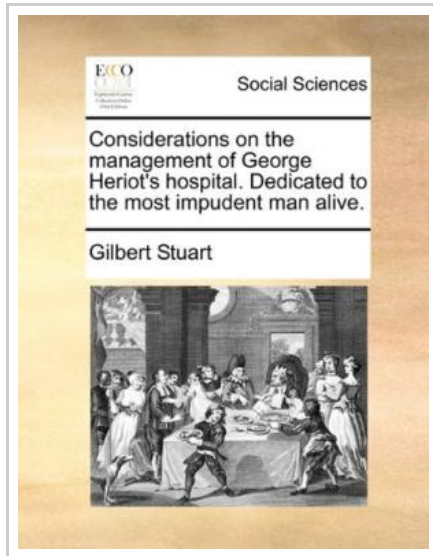 ECCO
Social Sciences
Considerations on the
management of George
Heriot's hospital. Dedicated to
the most impudent man alive.
Gilbert Stuart